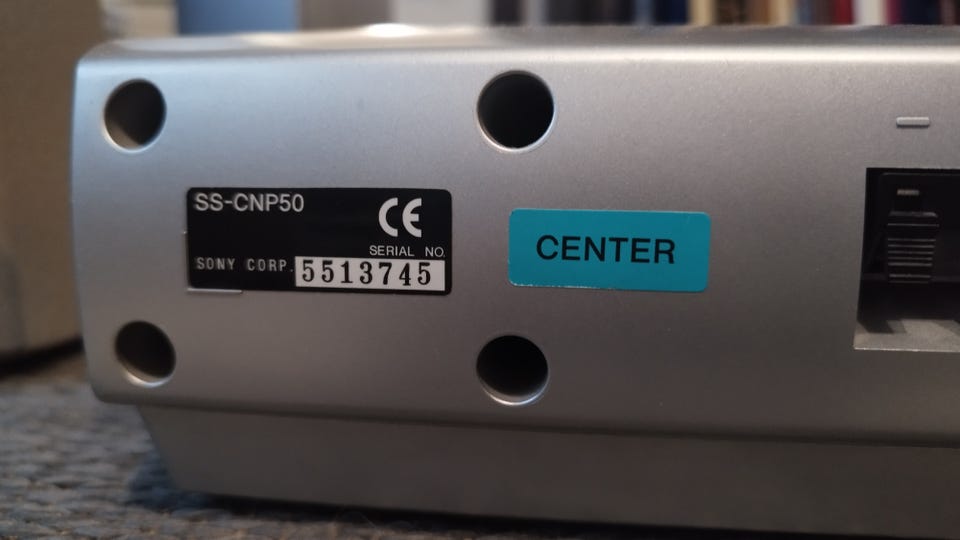 SS-CNP50
CE
SERIAL NO.
SONY CORP. 5513745
CENTER